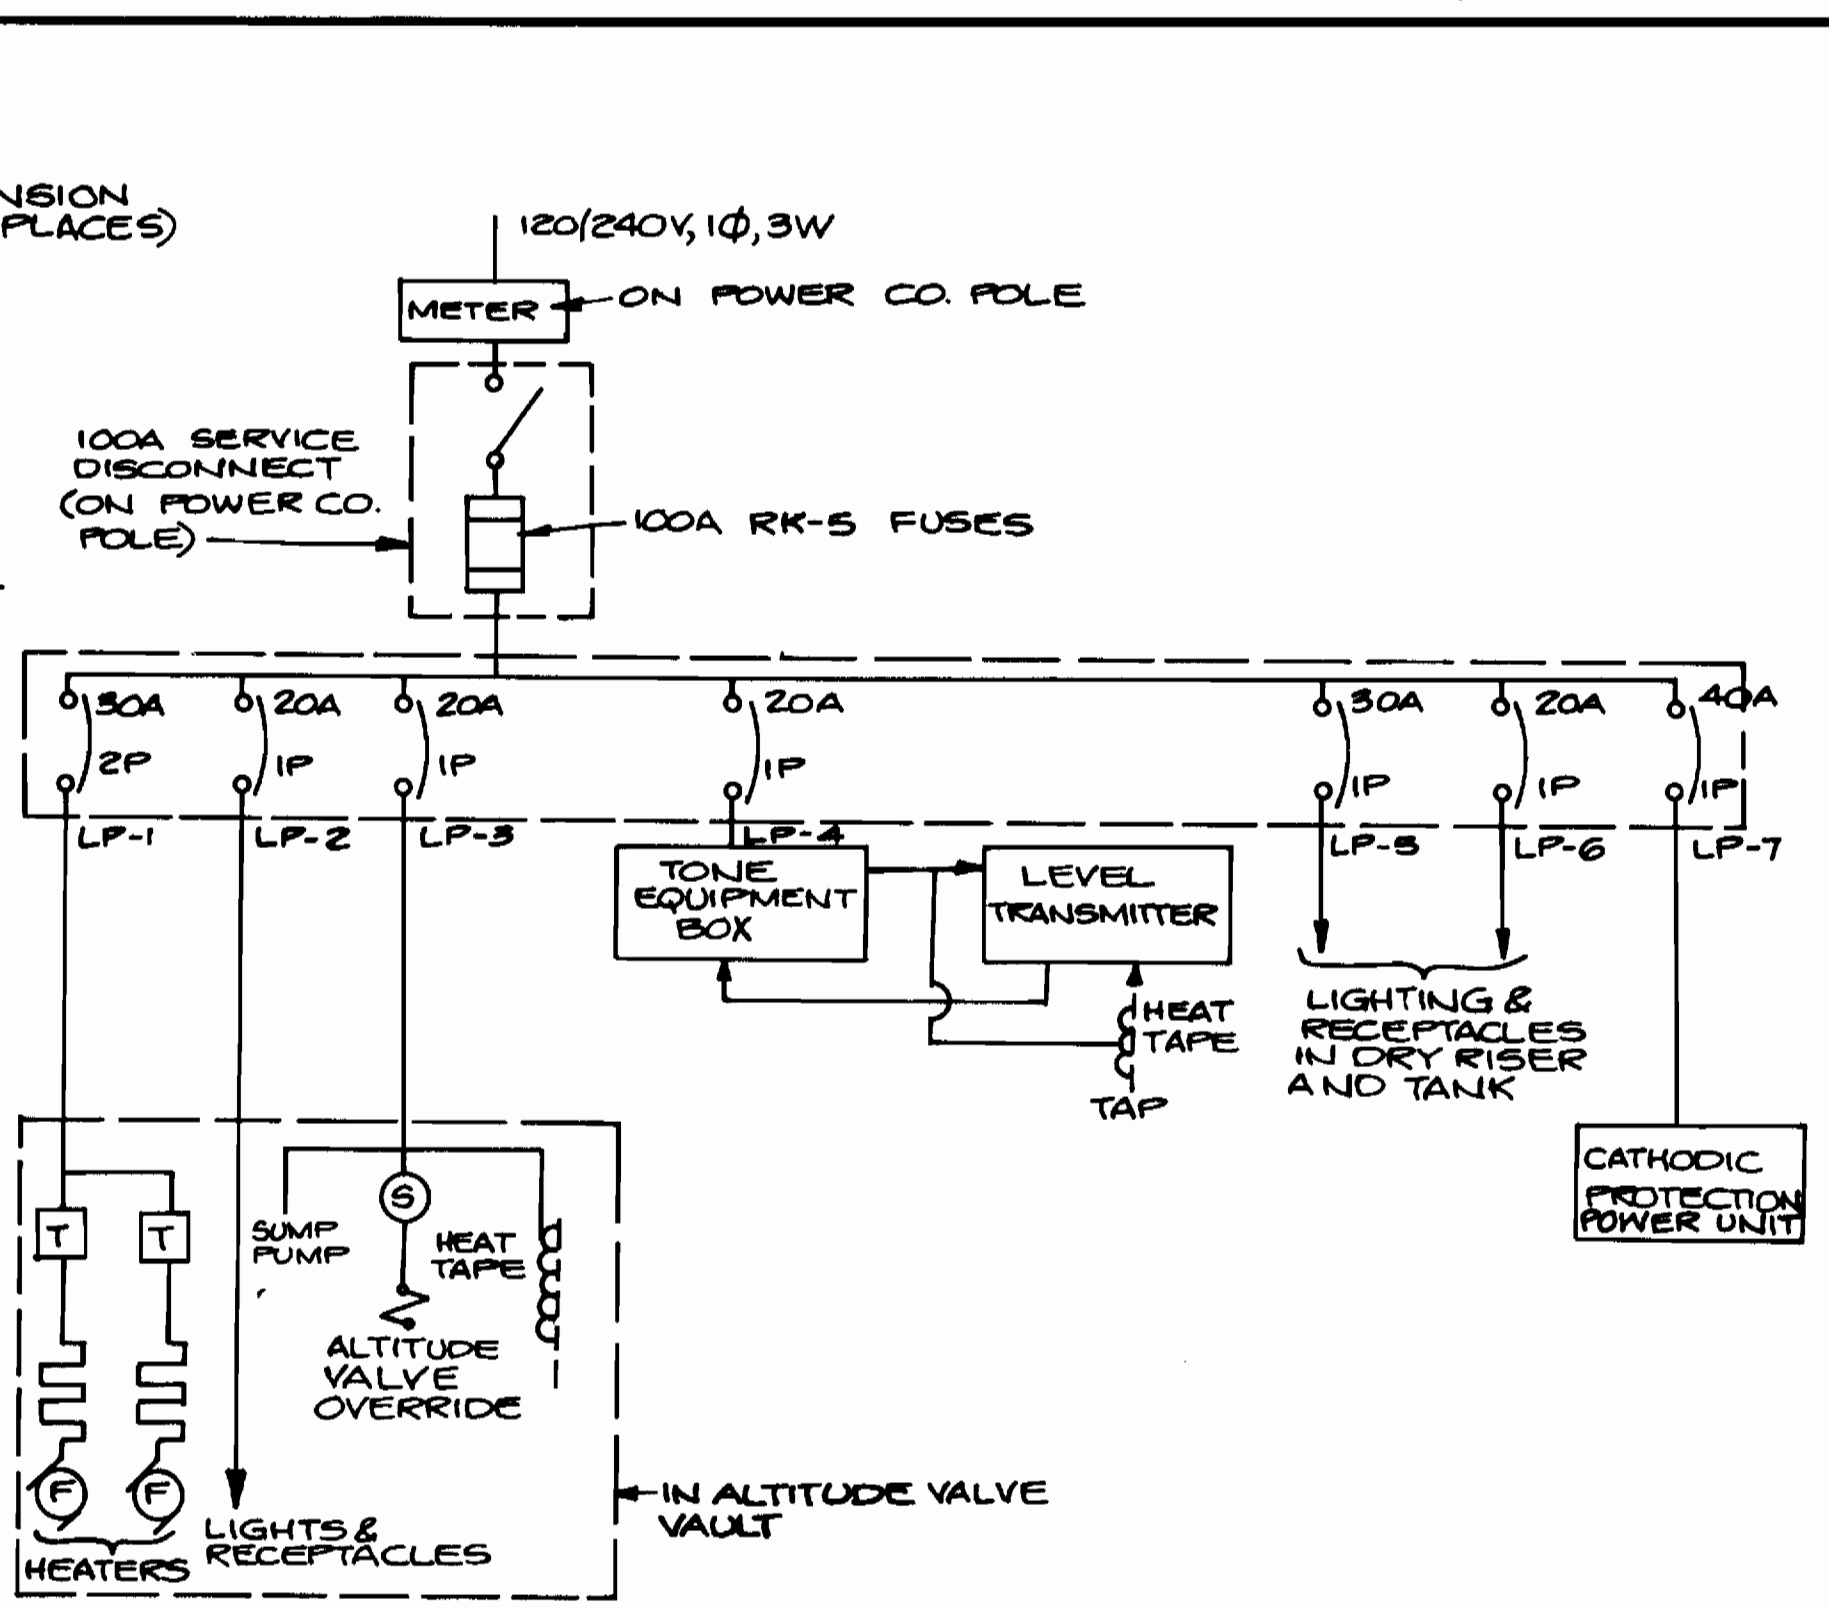 NSION
PLACES)
120/240V, 1Φ, 3W
METER
ON POWER CO. POLE
100A SERVICE
DISCONNECT
(ON POWER CO.
POLE)
100A RK-5 FUSES
30A
2P
20A
1P
20A
1P
20A
1P
30A
1P
20A
1P
40A
1P
LP-1
LP-2
LP-3
LP-4
LP-5
LP-6
LP-7
TONE
EQUIPMENT
BOX
LEVEL
TRANSMITTER
HEAT
TAPE
TAP
LIGHTING &
RECEPTACLES
IN DRY RISER
AND TANK
CATHODIC
PROTECTION
POWER UNIT
T
T
SUMP
PUMP
S
HEAT
TAPE
ALTITUDE
VALVE
OVERRIDE
F
F
HEATERS
LIGHTS &
RECEPTACLES
IN ALTITUDE VALVE
VAULT